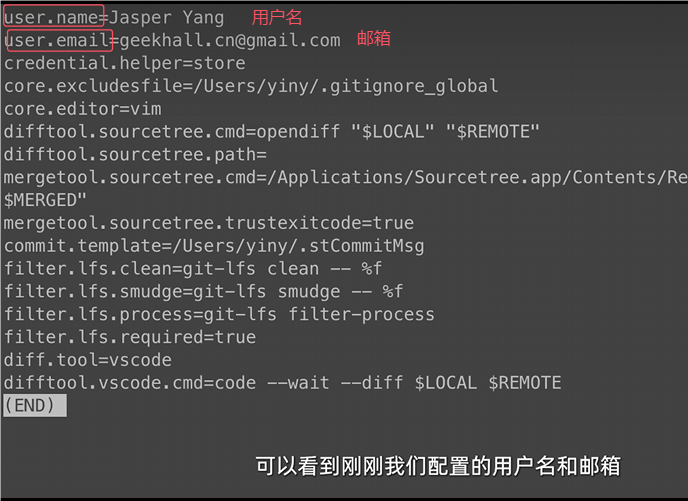 user.name=Jasper Yang 用户名
user.email=geekhall.cn@gmail.com 邮箱
credential.helper=store
core.excludesfile=/Users/yiny/.gitignore_global
core.editor=vim
difftool.sourcetree.cmd=opendiff "$LOCAL" "$REMOTE"
difftool.sourcetree.path=
mergetool.sourcetree.cmd=/Applications/Sourcetree.app/Contents/Re
$MERGED"
mergetool.sourcetree.trustexitcode=true
commit.template=/Users/yiny/.stCommitMsg
filter.lfs.clean=git-lfs clean -- %f
filter.lfs.smudge=git-lfs smudge -- %f
filter.lfs.process=git-lfs filter-process
filter.lfs.required=true
diff.tool=vscode
difftool.vscode.cmd=code --wait --diff $LOCAL $REMOTE
(END)
可以看到刚刚我们配置的用户名和邮箱